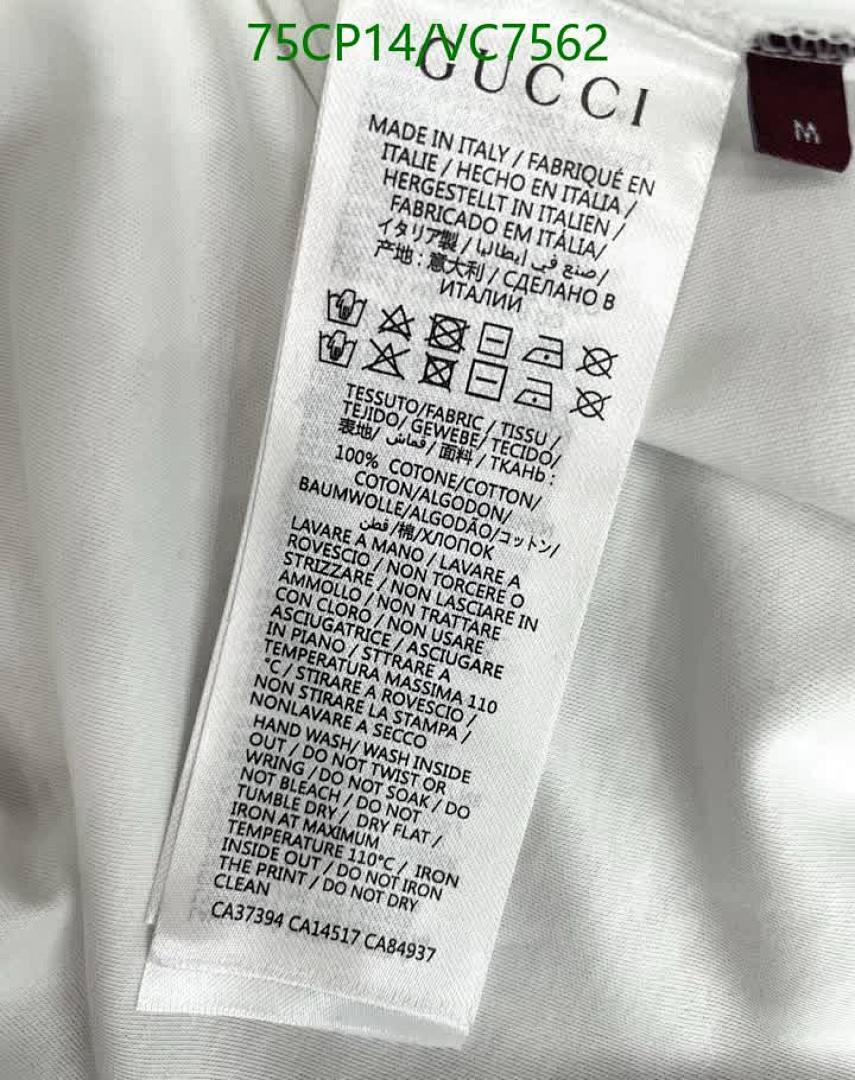 75CP14/VC7562
GUCCI
M
MADE IN ITALY / FABRIQUÉ EN
ITALIE / HECHO EN ITALIA /
HERGESTELLT IN ITALIEN /
FABRICADO EM ITÁLIA/
イタリア製 / صنع في ايطاليا/
产地 : 意大利 / СДЕЛАНО В
ИТАЛИИ
TESSUTO/FABRIC / TISSU /
TEJIDO/ GEWEBE/ TECIDO/
表地/ قماش / 面料 / ТКАНЬ :
100% COTONE/COTTON/
COTON/ALGODON/
BAUMWOLLE/ALGODÃO/コットン/
قطن /棉/ХЛОПОК
LAVARE A MANO / LAVARE A
ROVESCIO / NON TORCERE O
STRIZZARE / NON LASCIARE IN
AMMOLLO / NON TRATTARE
CON CLORO / NON USARE
ASCIUGATRICE / ASCIUGARE
IN PIANO / STTRARE A
TEMPERATURA MASSIMA 110
°C / STIRARE A ROVESCIO /
NON STIRARE LA STAMPA /
NONLAVARE A SECCO
HAND WASH/ WASH INSIDE
OUT / DO NOT TWIST OR
WRING / DO NOT SOAK / DO
NOT BLEACH / DO NOT
TUMBLE DRY / DRY FLAT /
IRON AT MAXIMUM
TEMPERATURE 110°C / IRON
INSIDE OUT / DO NOT IRON
THE PRINT / DO NOT DRY
CLEAN
CA37394 CA14517 CA84937